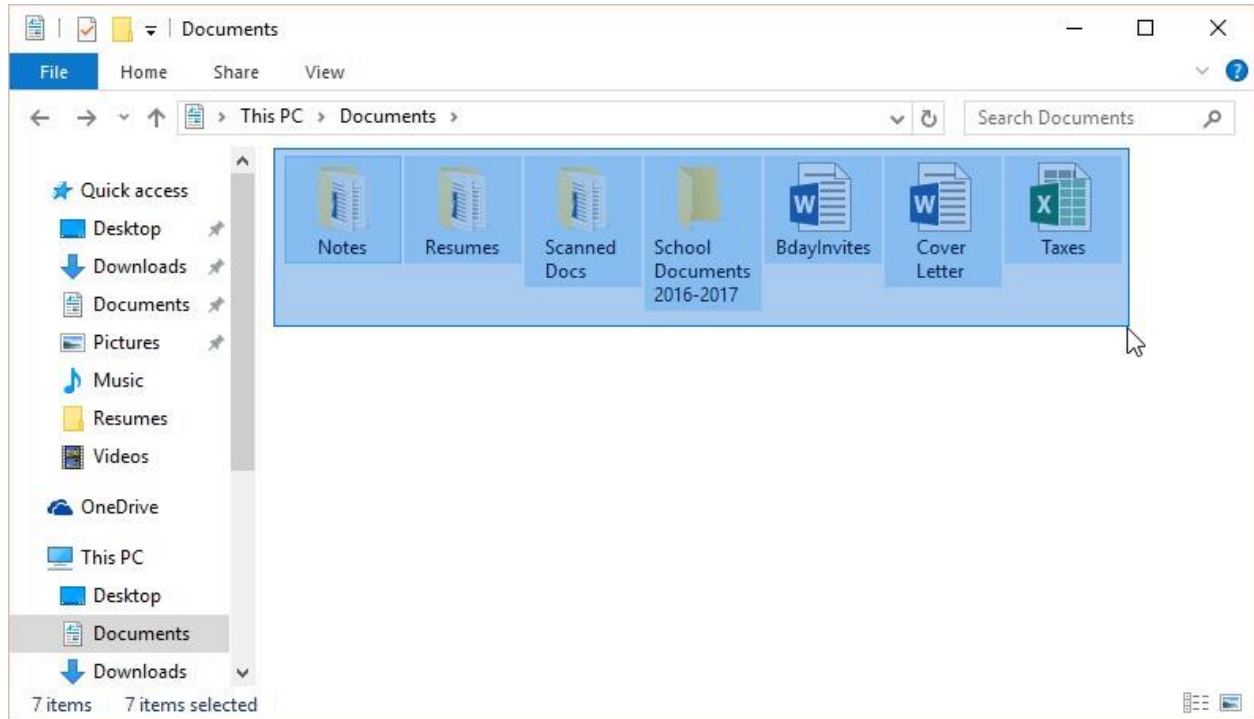 Documents
File Home Share View
This PC Documents
Search Documents
Quick access
Desktop
Downloads
Documents
Pictures
Music
Resumes
Videos
OneDrive
This PC
Desktop
Documents
Downloads
Notes
Resumes
Scanned
Docs
School
Documents
2016-2017
BdayInvites
Cover
Letter
Taxes
7 items 7 items selected